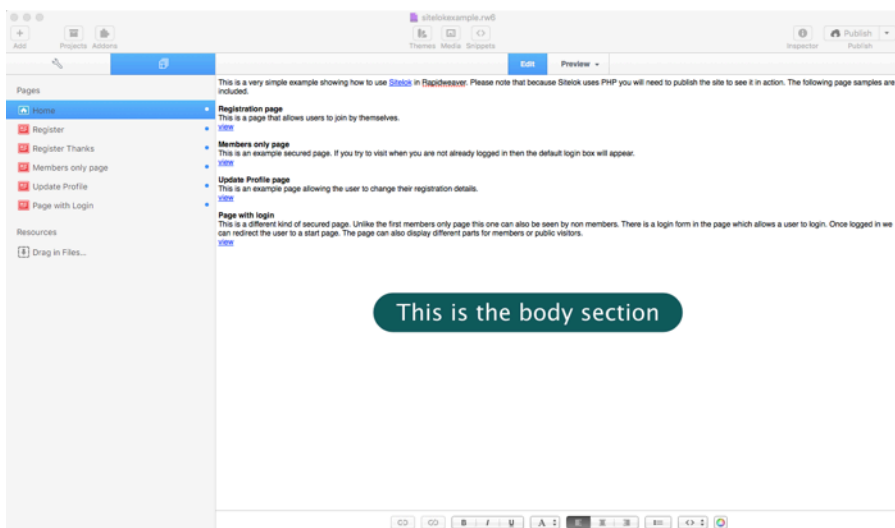 sitelokexample.rw6
Add
Projects Addons
Themes Media Snippets
Inspector
Publish
Publish
Edit
Preview
Pages
Home
Register
Register Thanks
Members only page
Update Profile
Page with Login
Resources
Drag in Files...
This is a very simple example showing how to use Sitelok in Rapidweaver. Please note that because Sitelok uses PHP you will need to publish the site to see it in action. The following page samples are
included.
Registration page
This is a page that allows users to join by themselves.
view
Members only page
This is an example secured page. If you try to visit when you are not already logged in then the default login box will appear.
view
Update Profile page
This is an example page allowing the user to change their registration details.
view
Page with login
This is a different kind of secured page. Unlike the first members only page this one can also be seen by non members. There is a login form in the page which allows a user to login. Once logged in we
can redirect the user to a start page. The page can also display different parts for members or public visitors.
view
This is the body section
B I U A